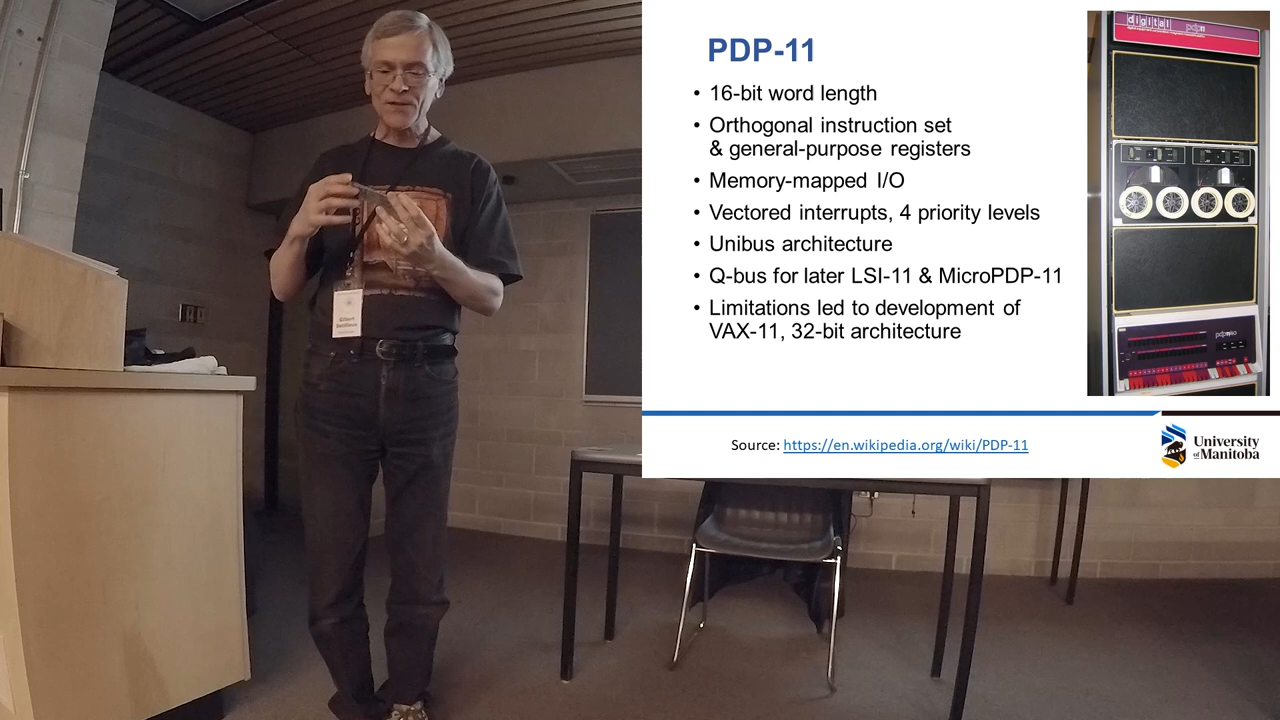 PDP-11
• 16-bit word length
• Orthogonal instruction set
& general-purpose registers
• Memory-mapped I/O
• Vectored interrupts, 4 priority levels
• Unibus architecture
• Q-bus for later LSI-11 & MicroPDP-11
• Limitations led to development of
VAX-11, 32-bit architecture
Source: https://en.wikipedia.org/wiki/PDP-11
University
of Manitoba
digital
pdp11
Gilbert